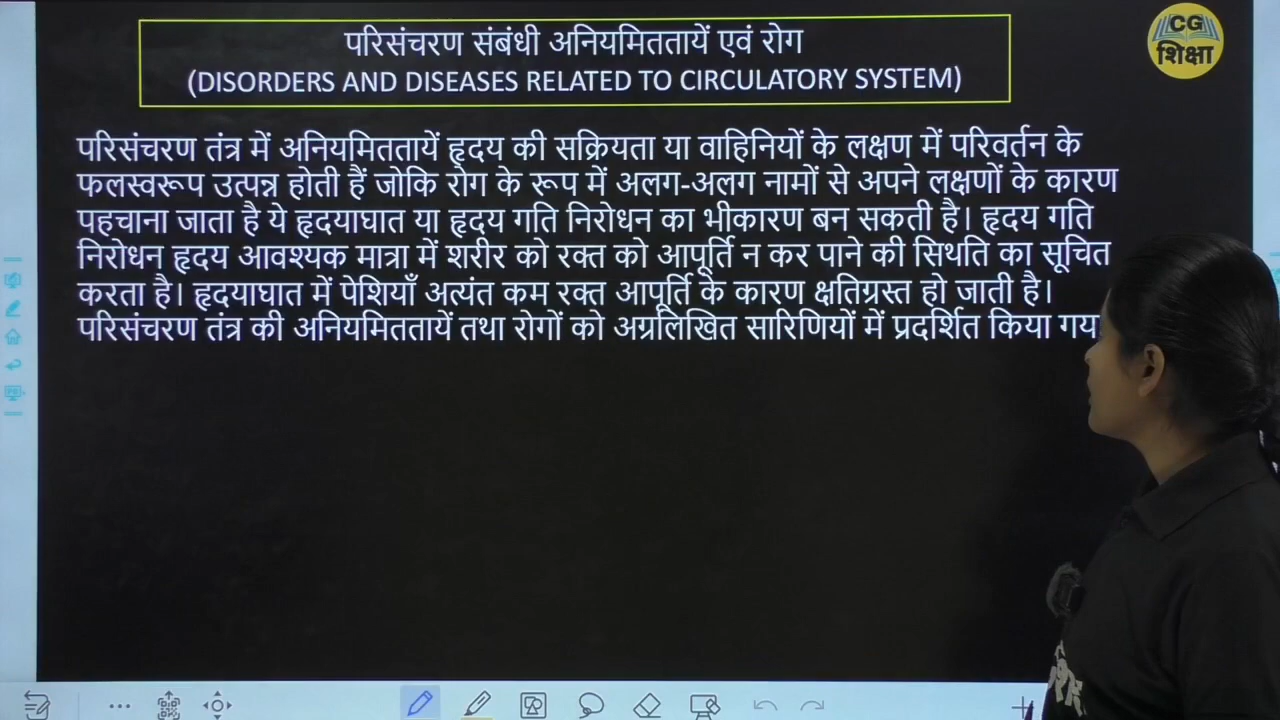 परिसंचरण संबंधी अनियमिततायें एवं रोग
(DISORDERS AND DISEASES RELATED TO CIRCULATORY SYSTEM)
CG
शिक्षा
परिसंचरण तंत्र में अनियमिततायें हृदय की सक्रियता या वाहिनियों के लक्षण में परिवर्तन के
फलस्वरूप उत्पन्न होती हैं जोकि रोग के रूप में अलग-अलग नामों से अपने लक्षणों के कारण
पहचाना जाता है ये हृदयाघात या हृदय गति निरोधन का भीकारण बन सकती है। हृदय गति
निरोधन हृदय आवश्यक मात्रा में शरीर को रक्त को आपूर्ति न कर पाने की सिथति का सूचित
करता है। हृदयाघात में पेशियाँ अत्यंत कम रक्त आपूर्ति के कारण क्षतिग्रस्त हो जाती है।
परिसंचरण तंत्र की अनियमिततायें तथा रोगों को अग्रलिखित सारिणियों में प्रदर्शित किया